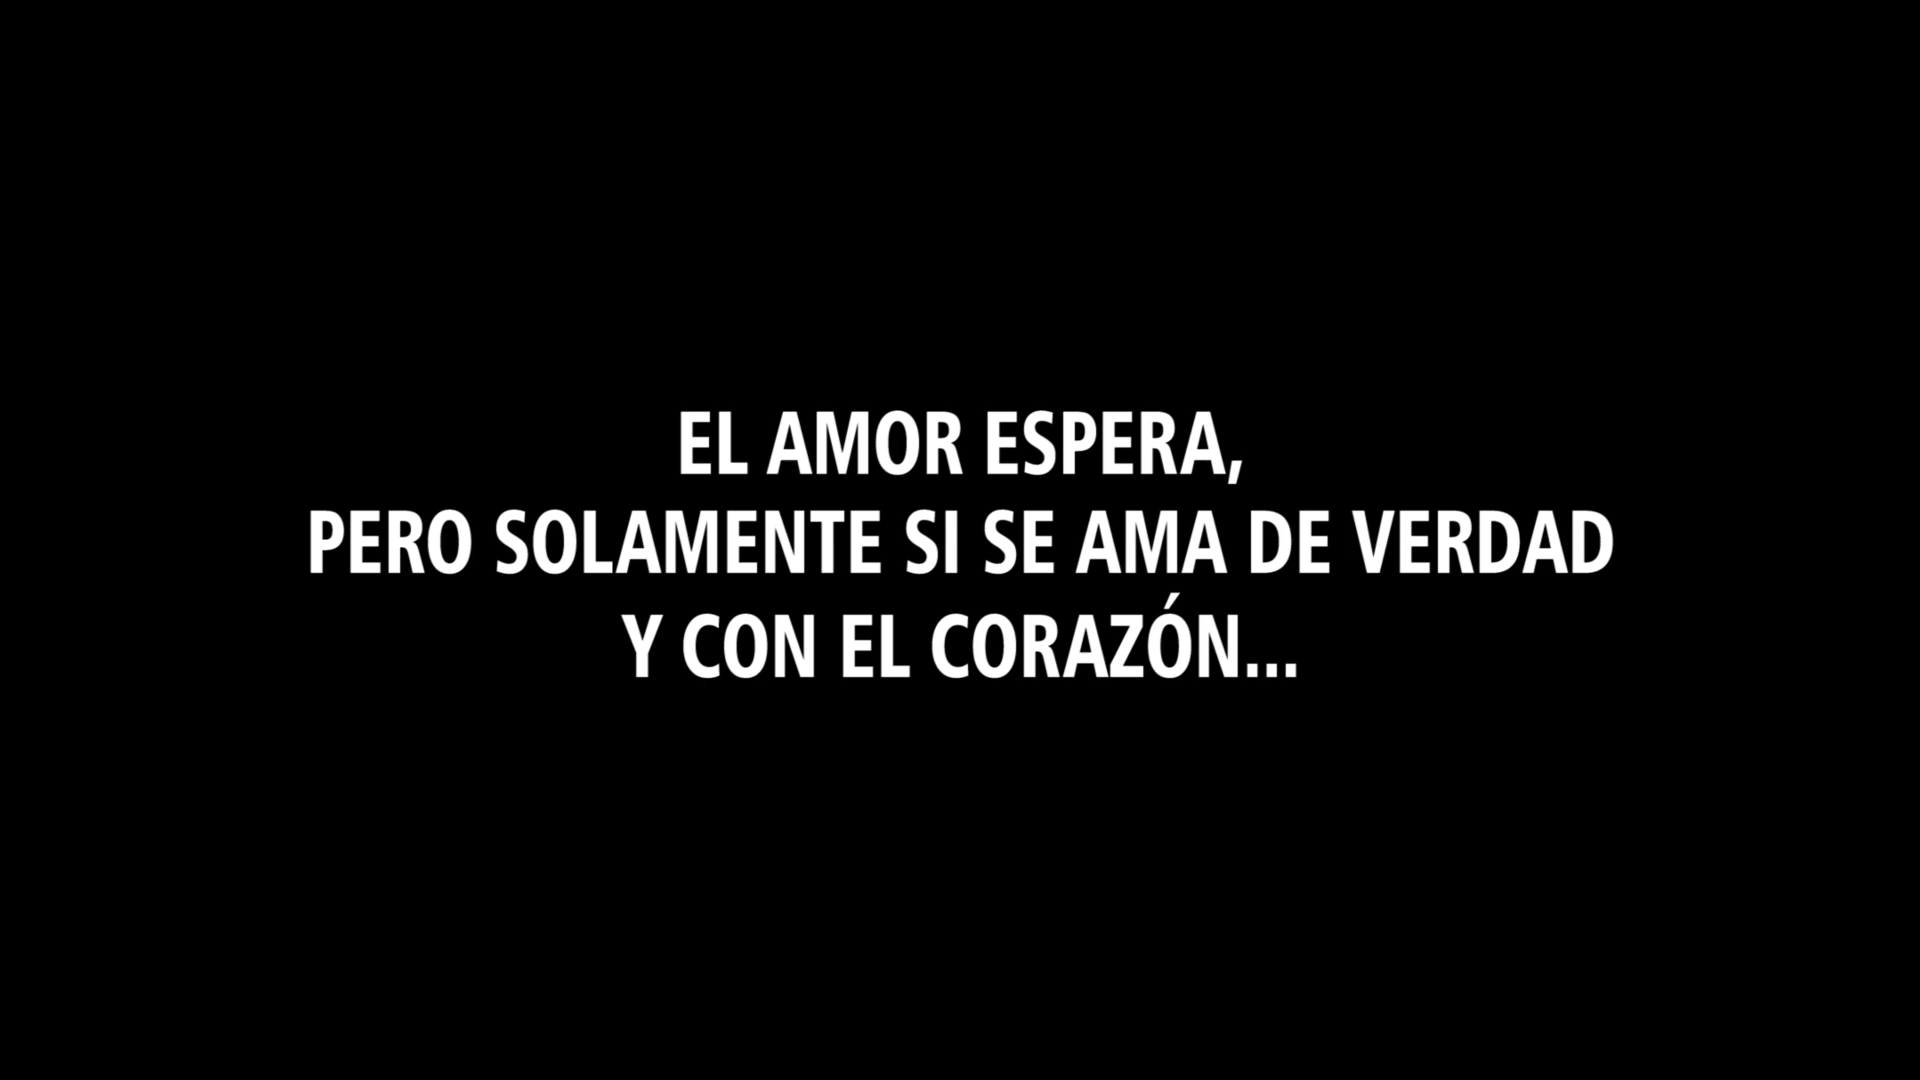 EL AMOR ESPERA,
PERO SOLAMENTE SI SE AMA DE VERDAD
Y CON EL CORAZÓN...